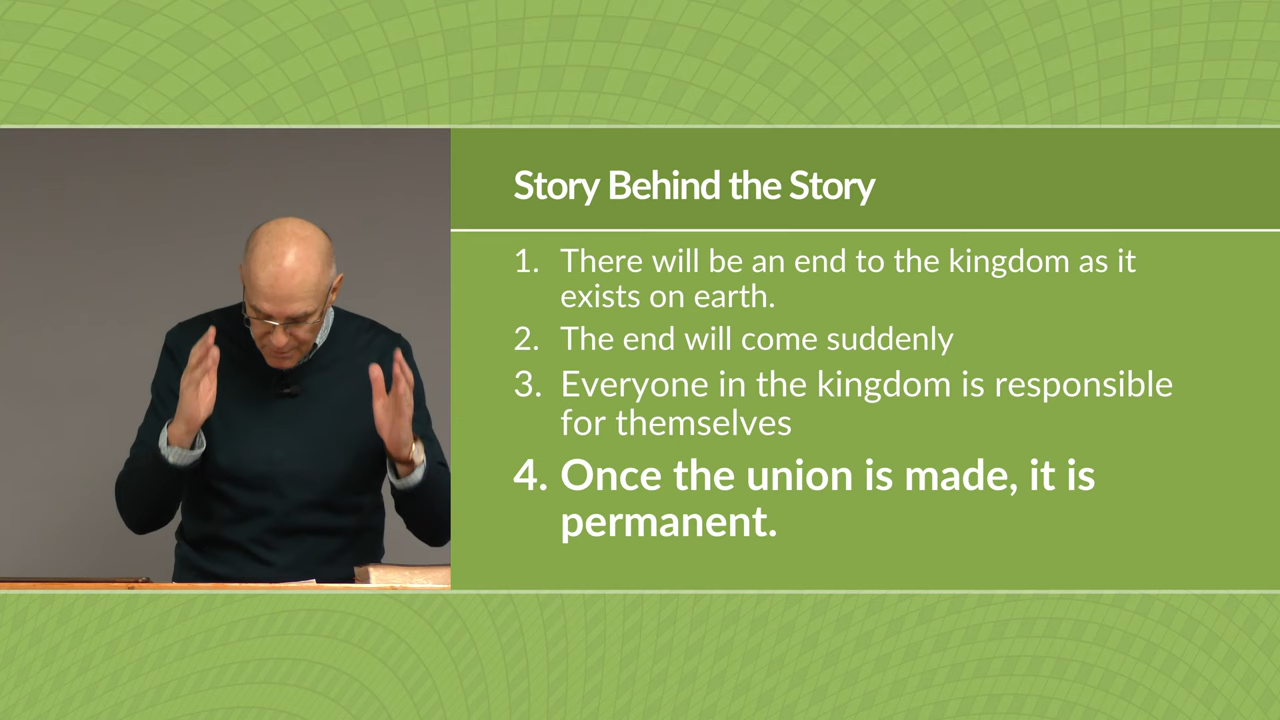 Story Behind the Story
1. There will be an end to the kingdom as it
exists on earth.
2. The end will come suddenly
3. Everyone in the kingdom is responsible
for themselves
4. Once the union is made, it is
permanent.